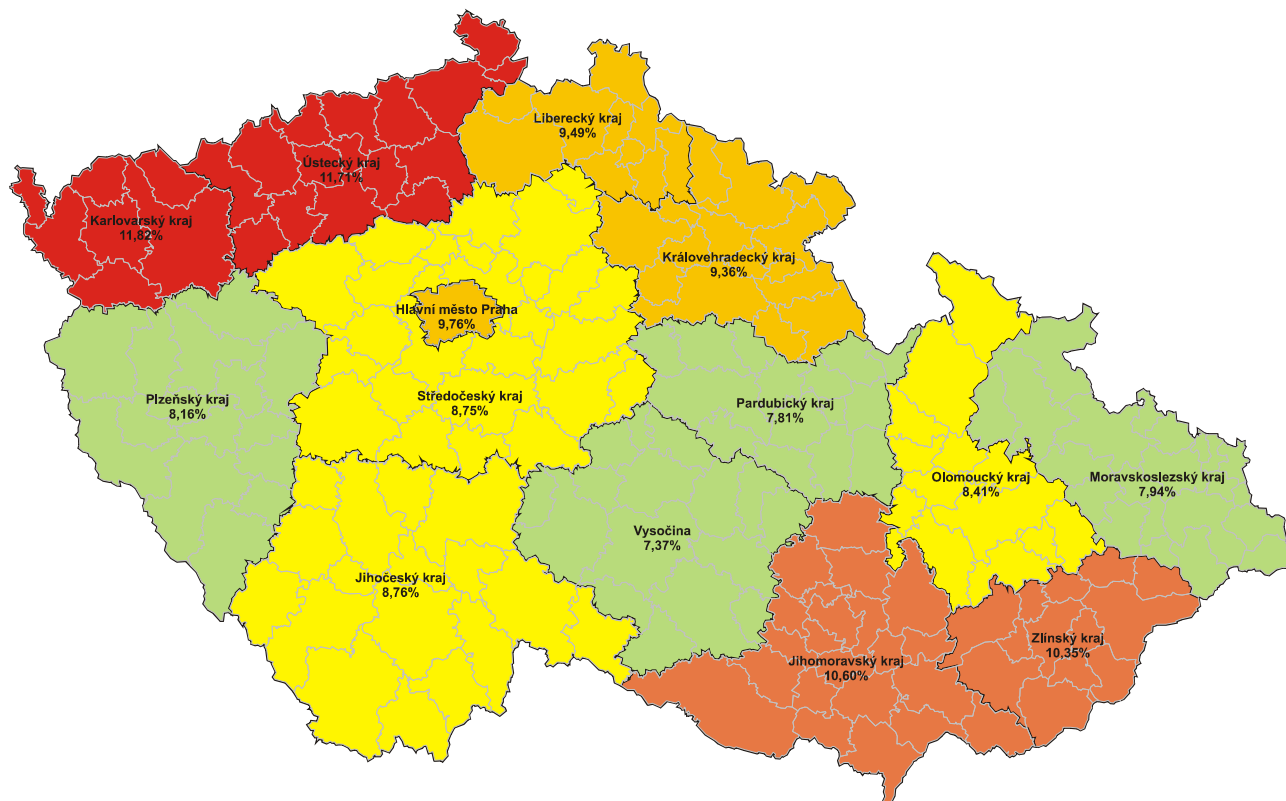 Liberecký kraj
9,49%
Ústecký kraj
11,71%
Karlovarský kraj
11,82%
Královehradecký kraj
9,36%
Hlavní město Praha
9,76%
Plzeňský kraj
8,16%
Středočeský kraj
8,75%
Pardubický kraj
7,81%
Olomoucký kraj
8,41%
Moravskoslezský kraj
7,94%
Vysočina
7,37%
Jihočeský kraj
8,76%
Zlínský kraj
10,35%
Jihomoravský kraj
10,60%